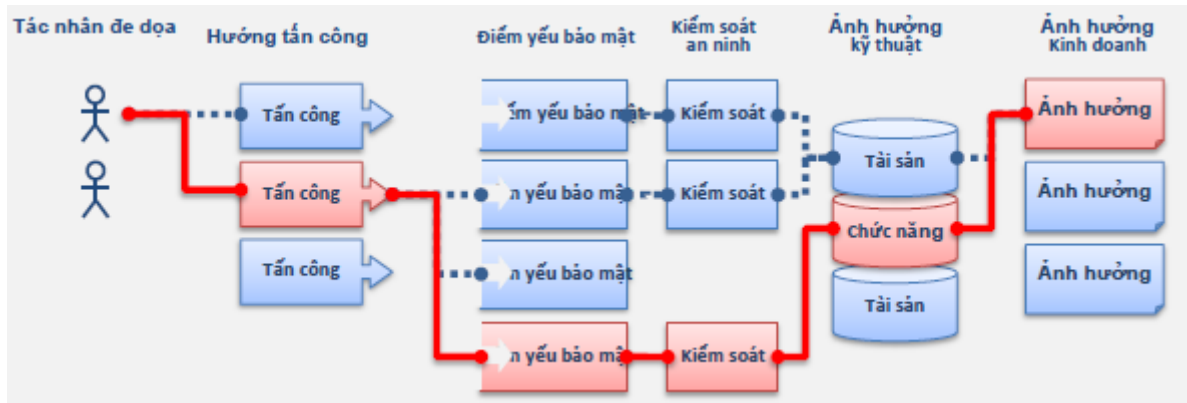 Tác nhân đe dọa
Hướng tấn công
Điểm yếu bảo mật
Kiểm soát
an ninh
Ảnh hưởng
kỹ thuật
Ảnh hưởng
Kinh doanh
Tấn công
yếu bảo mật
Kiểm soát
Ảnh hưởng
Tài sản
Tấn công
yếu bảo mật
Kiểm soát
Ảnh hưởng
Chức năng
Tấn công
yếu bảo mật
Ảnh hưởng
Tài sản
yếu bảo mật
Kiểm soát